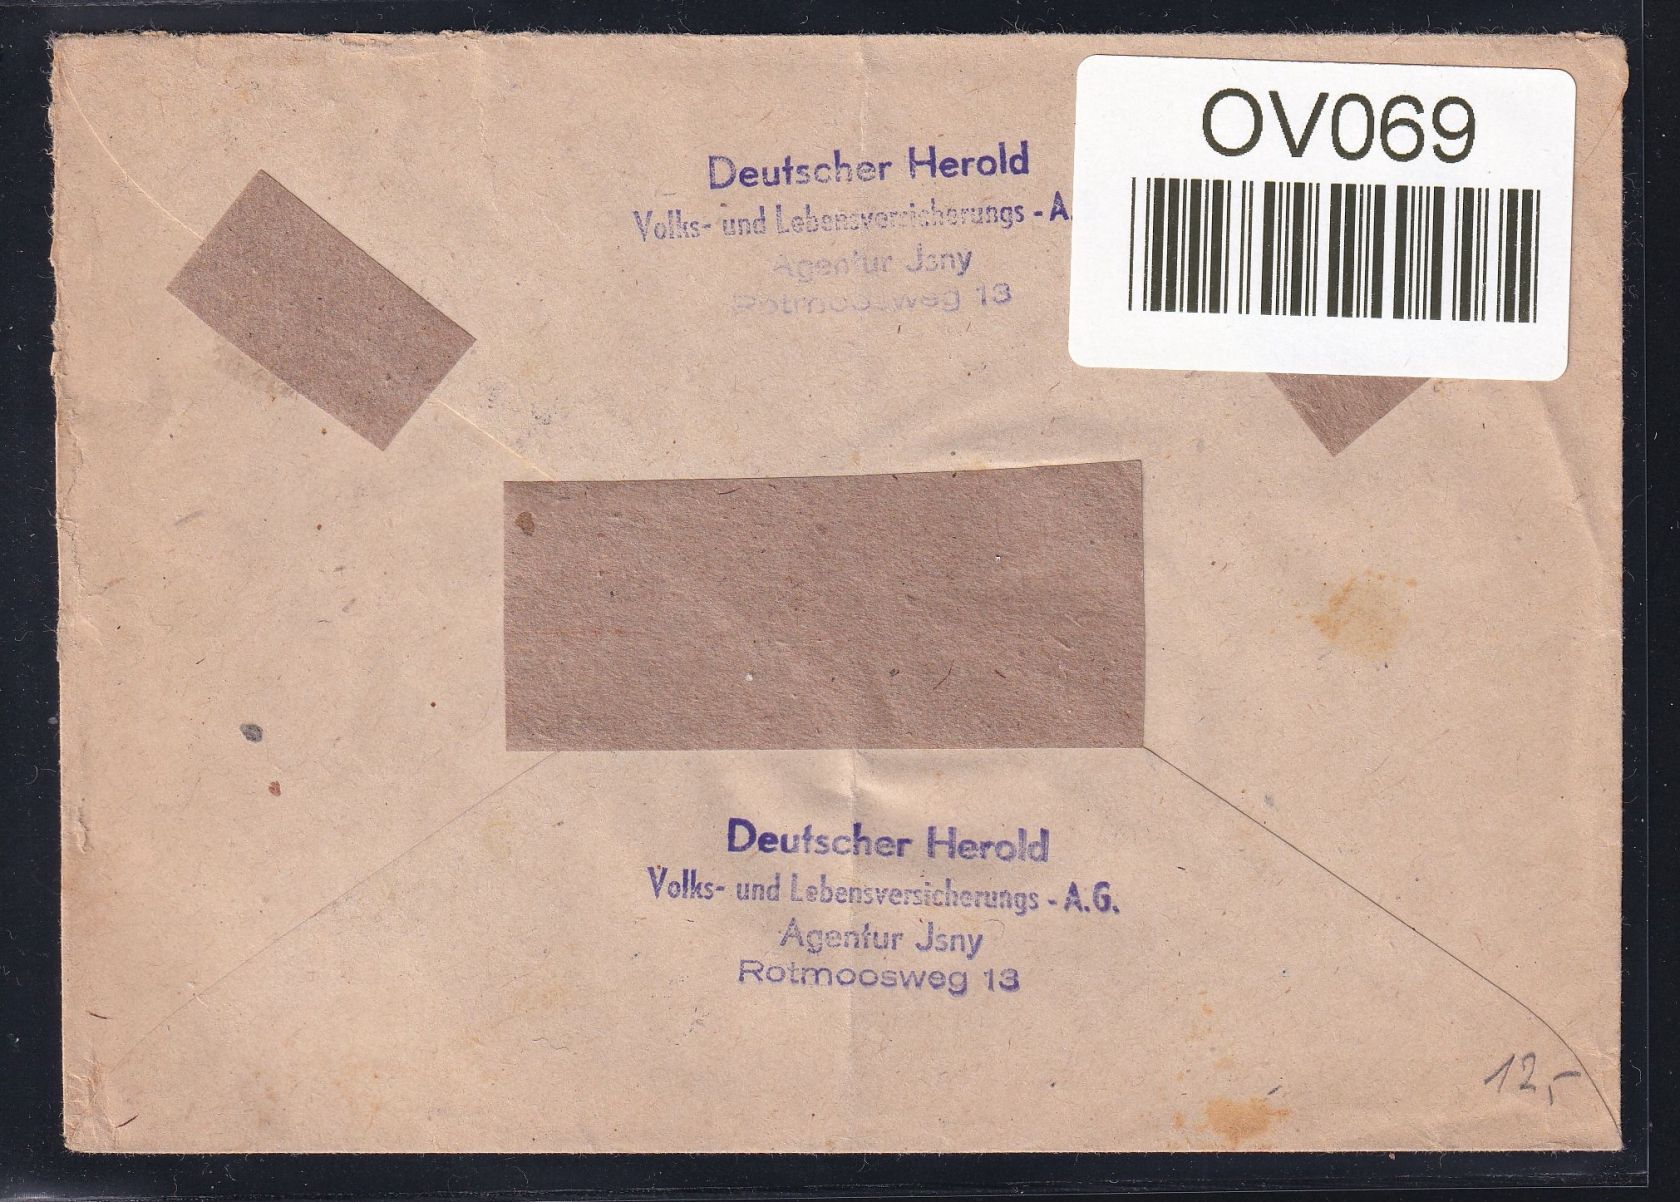 OV069
Deutscher Herold
Volks- und Lebensversicherungs - A.
Agentur Jsny
Rotmoosweg 13
Deutscher Herold
Volks- und Lebensversicherungs - A.G.
Agentur Jsny
Rotmoosweg 13
12,-